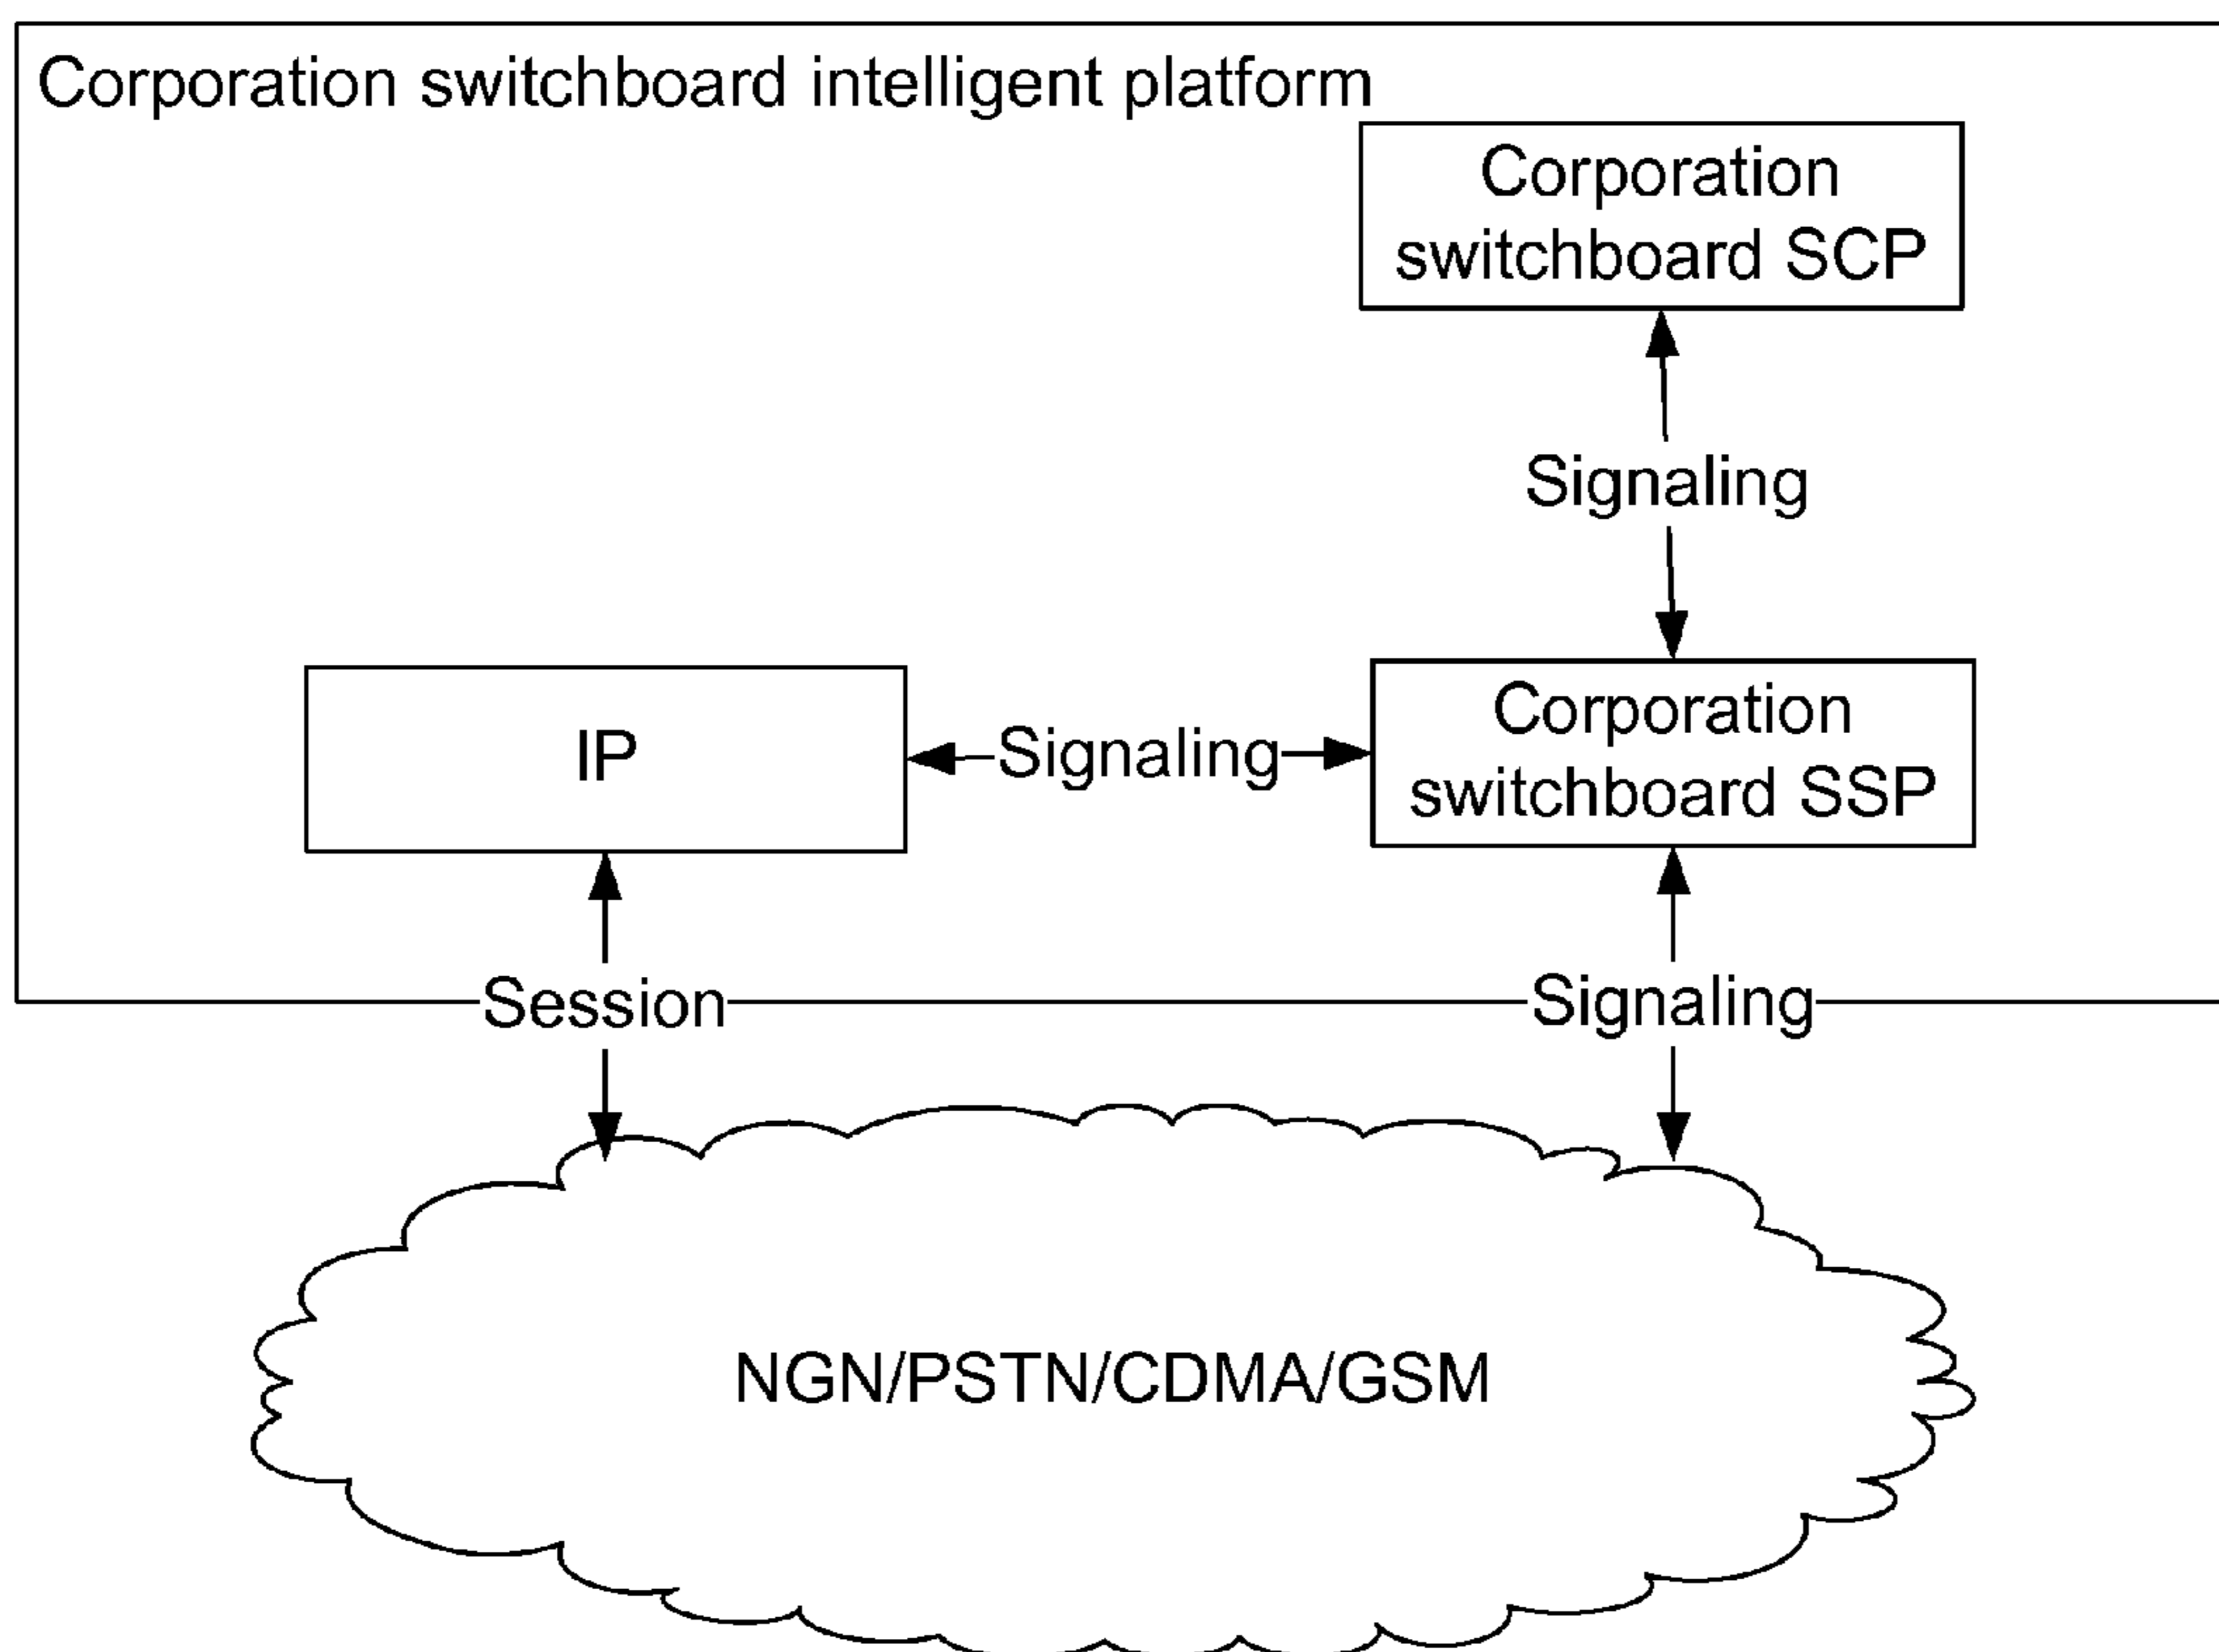 Corporation switchboard intelligent platform
Corporation
switchboard SCP
Signaling
IP
Signaling
Corporation
switchboard SSP
Session
Signaling
NGN/PSTN/CDMA/GSM